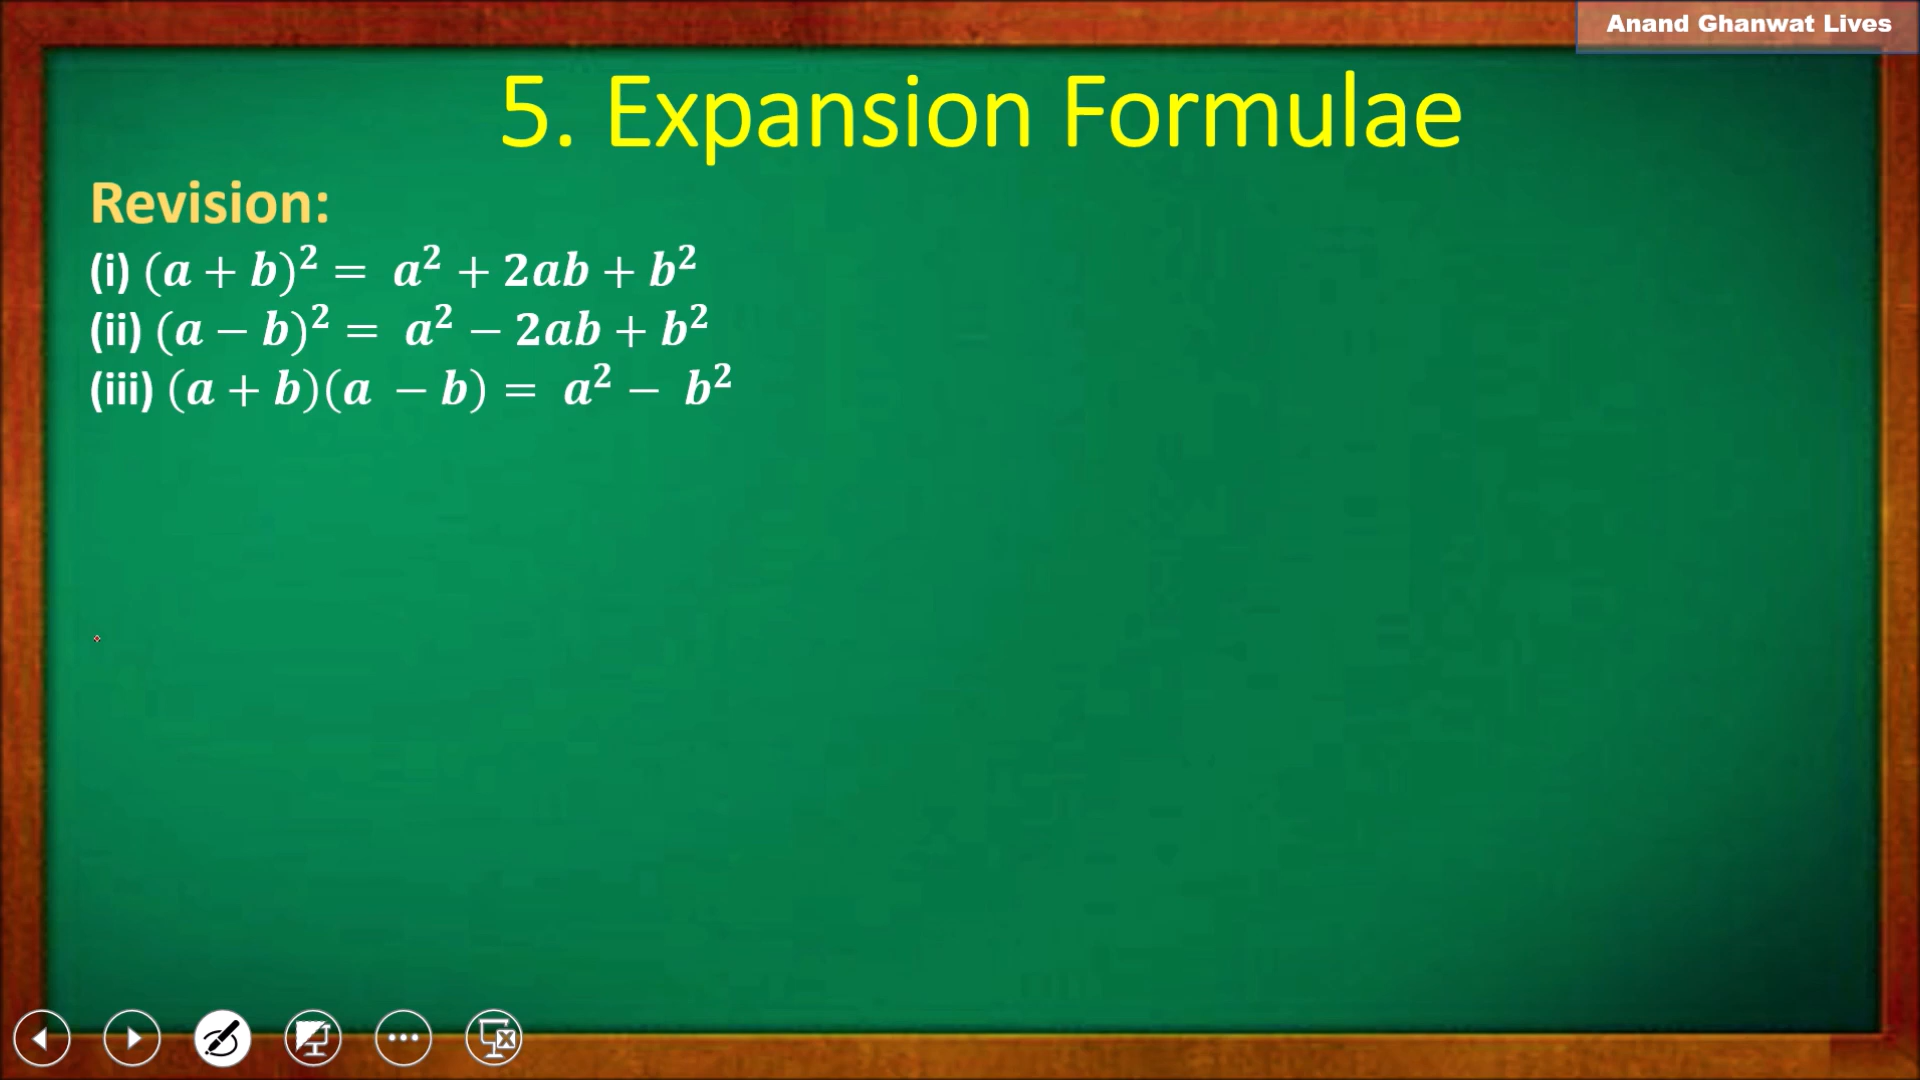 Anand Ghanwat Lives
5. Expansion Formulae
Revision:
(i) (a + b)² = a² + 2ab + b²
(ii) (a − b)² = a² − 2ab + b²
(iii) (a + b)(a − b) = a² − b²